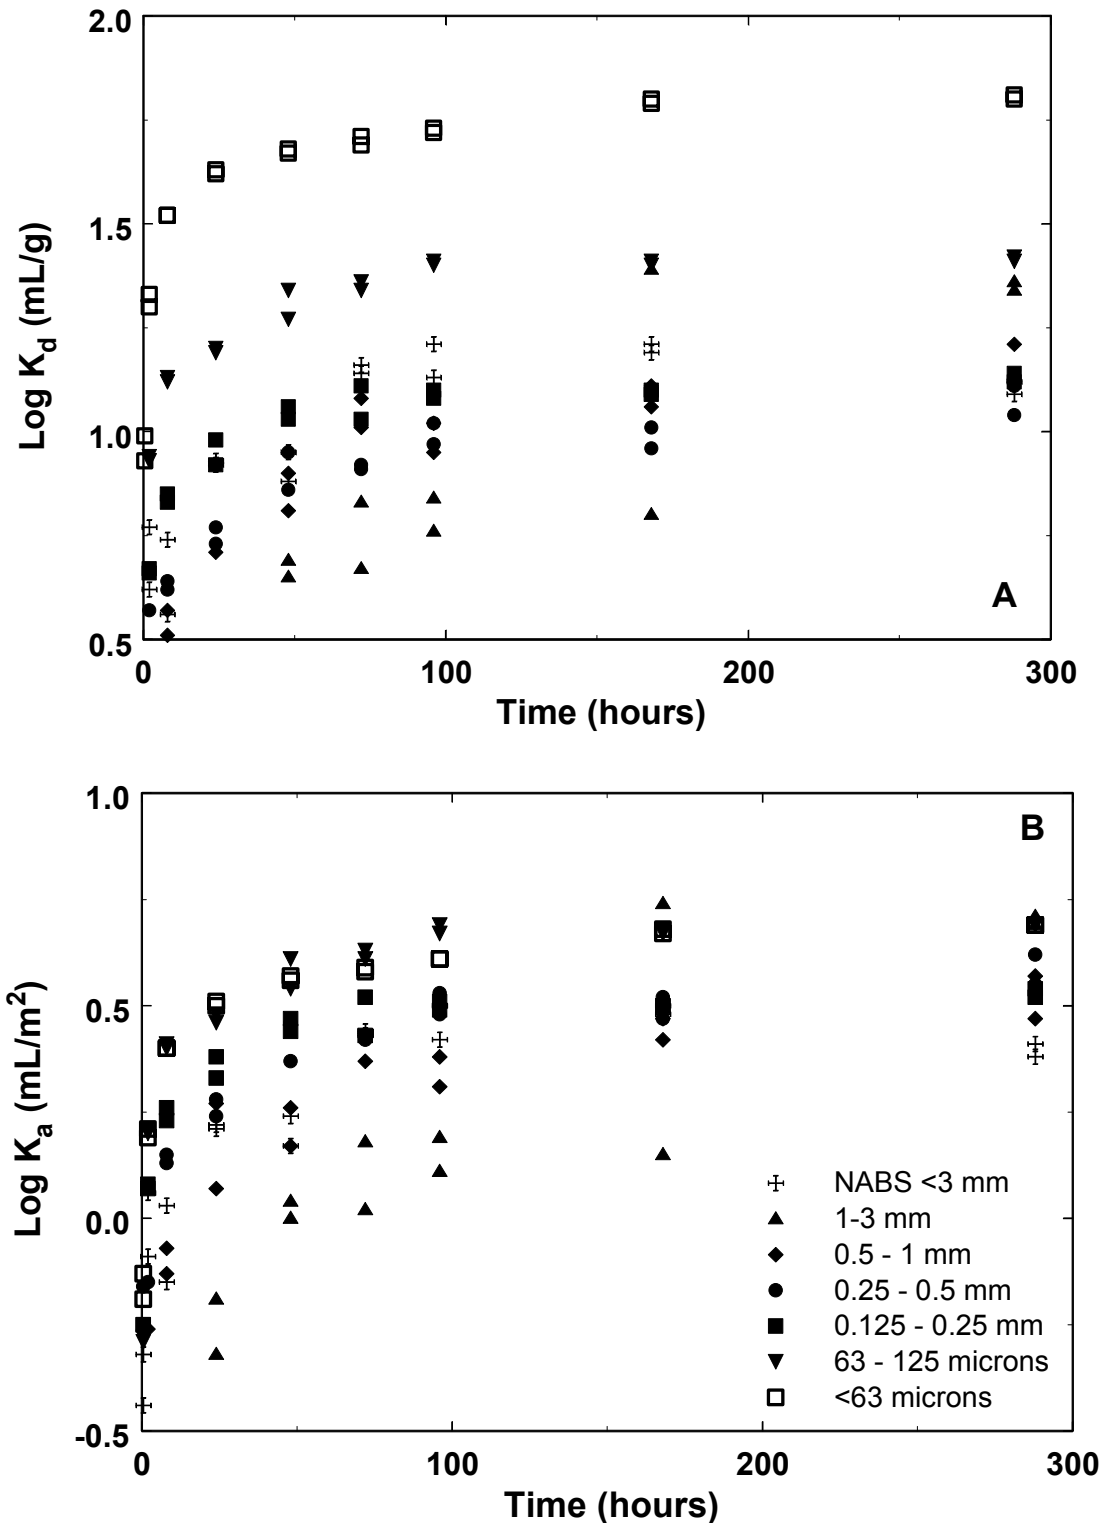 2.0
1.5
1.0
0.5
Log Kd (mL/g)
A
0 100 200 300
Time (hours)
1.0
0.5
0.0
-0.5
Log Ka (mL/m2)
B
NABS <3 mm
1-3 mm
0.5 - 1 mm
0.25 - 0.5 mm
0.125 - 0.25 mm
63 - 125 microns
<63 microns
0 100 200 300
Time (hours)